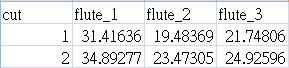 cut flute_1 flute_2 flute_3
1 31.41636 19.48369 21.74806
2 34.89277 23.47305 24.92596